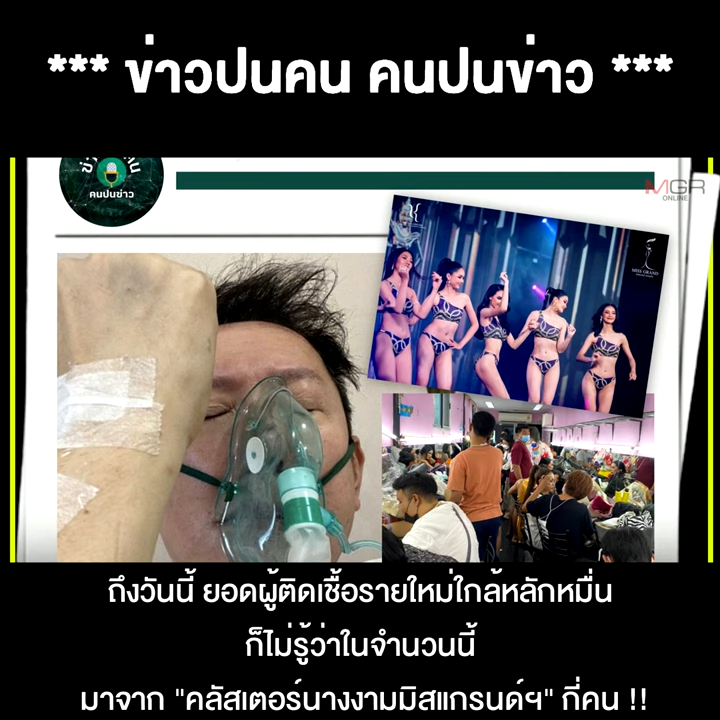 *** ข่าวปนคน คนปนข่าว ***
คนปนข่าว
MGR
ONLINE
MISS GRAND
ถึงวันนี้ ยอดผู้ติดเชื้อรายใหม่ใกล้หลักหมื่น
ก็ไม่รู้ว่าในจำนวนนี้
มาจาก "คลัสเตอร์นางงามมิสแกรนด์ฯ" กี่คน !!